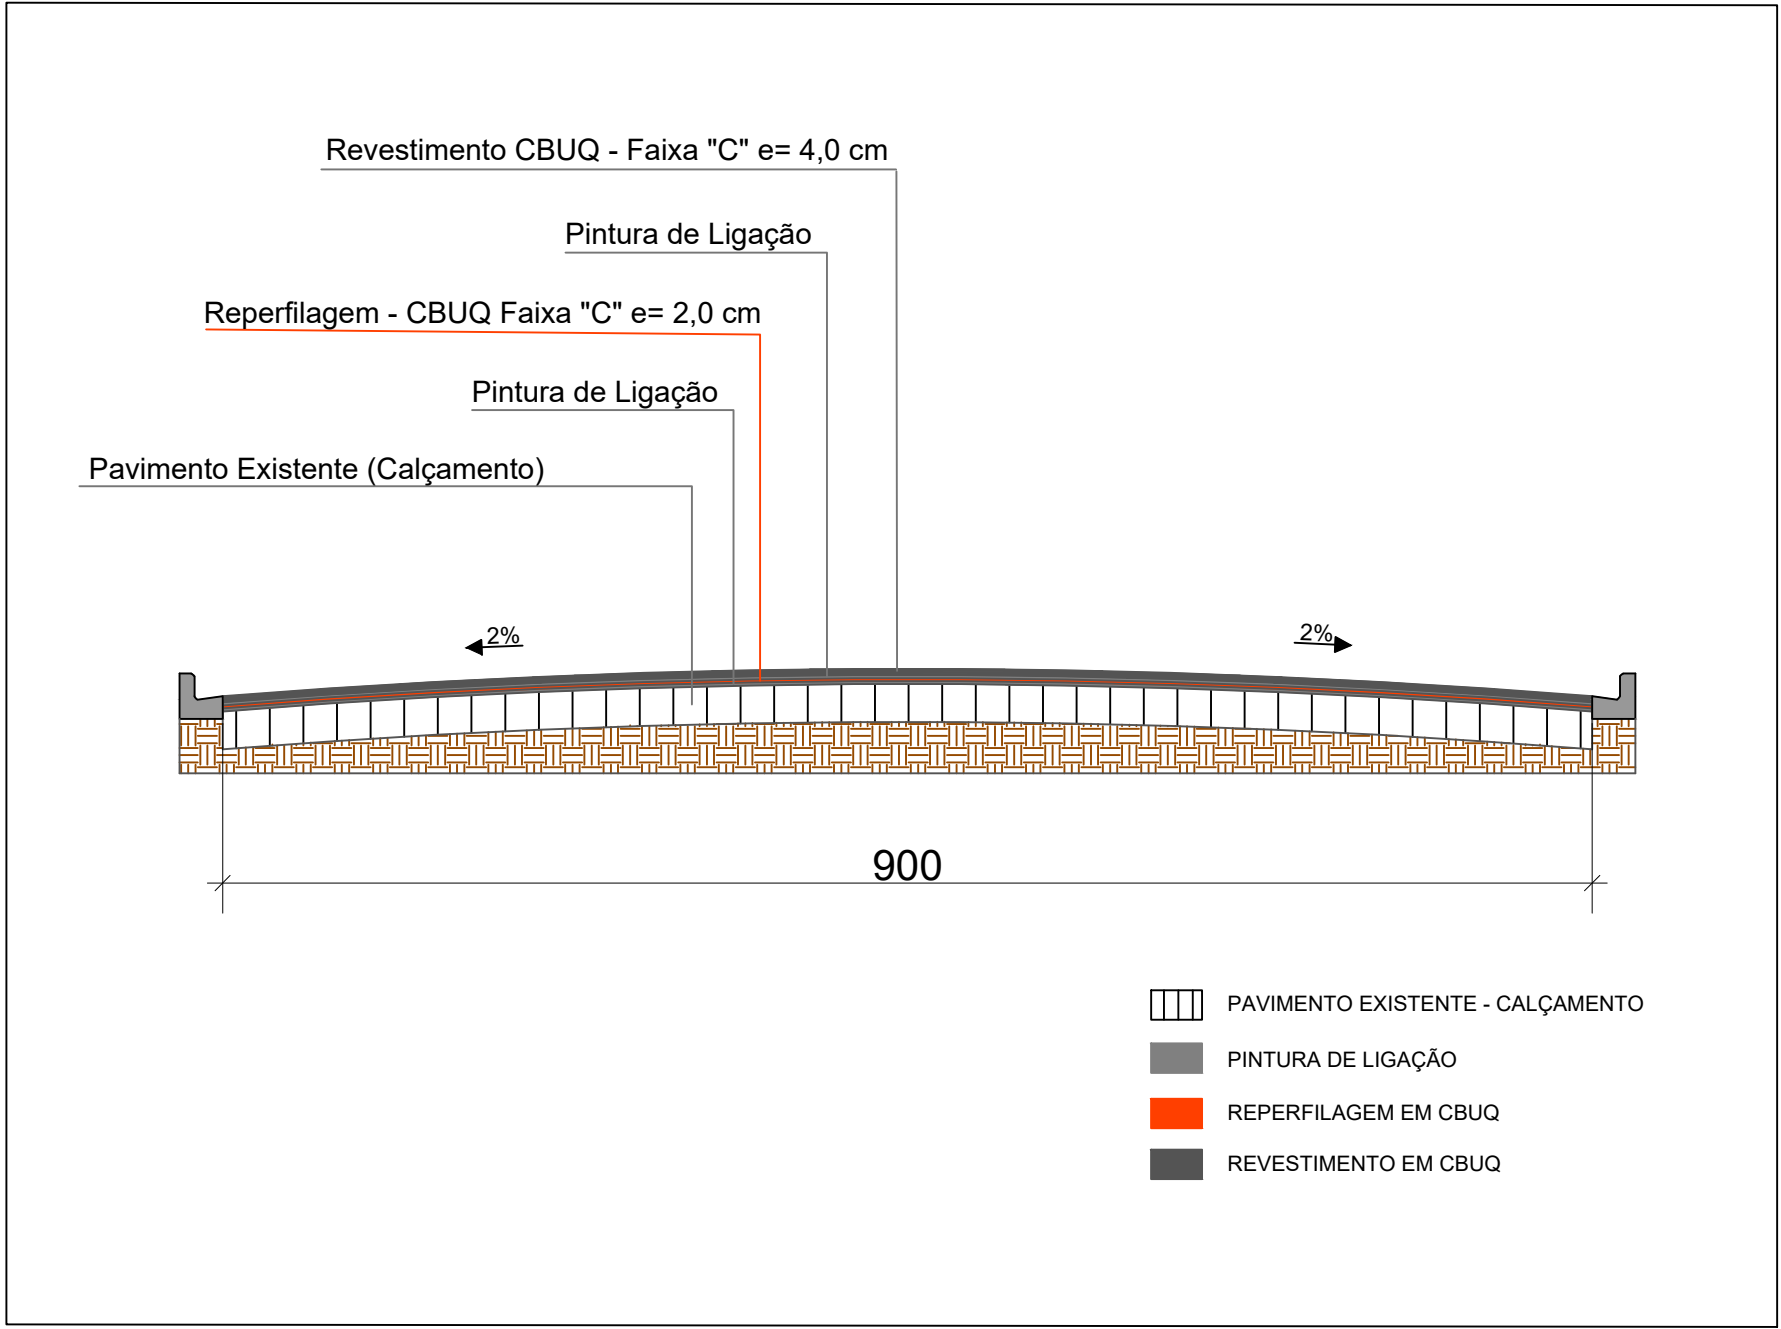 Revestimento CBUQ - Faixa "C" e= 4,0 cm
Pintura de Ligação
Reperfilagem - CBUQ Faixa "C" e= 2,0 cm
Pintura de Ligação
Pavimento Existente (Calçamento)
2%
2%
900
PAVIMENTO EXISTENTE - CALÇAMENTO
PINTURA DE LIGAÇÃO
REPERFILAGEM EM CBUQ
REVESTIMENTO EM CBUQ